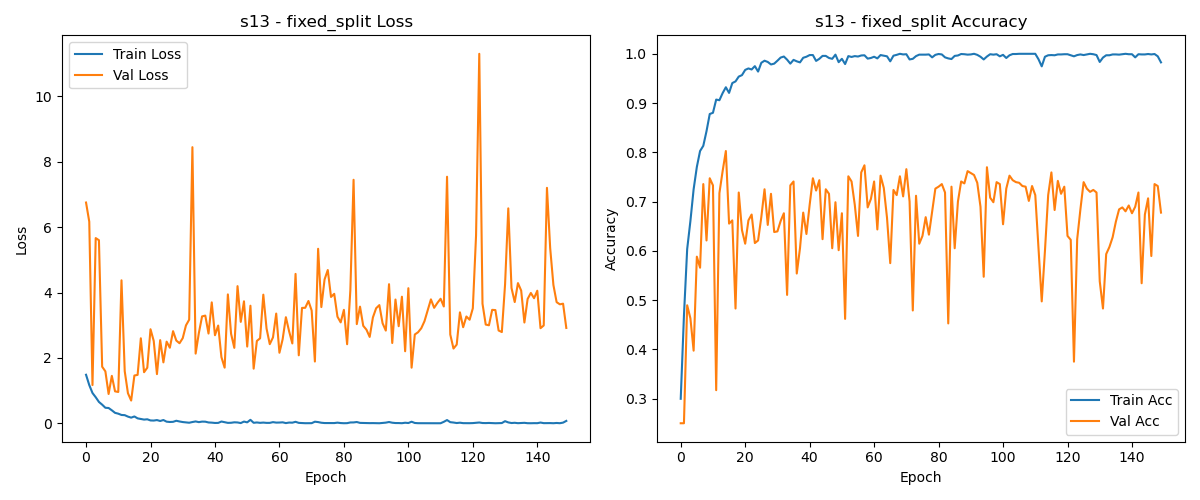 s13 - fixed_split Loss
Train Loss
Val Loss
Loss
10
8
6
4
2
0
0 20 40 60 80 100 120 140
Epoch
s13 - fixed_split Accuracy
Accuracy
1.0
0.9
0.8
0.7
0.6
0.5
0.4
0.3
Train Acc
Val Acc
0 20 40 60 80 100 120 140
Epoch